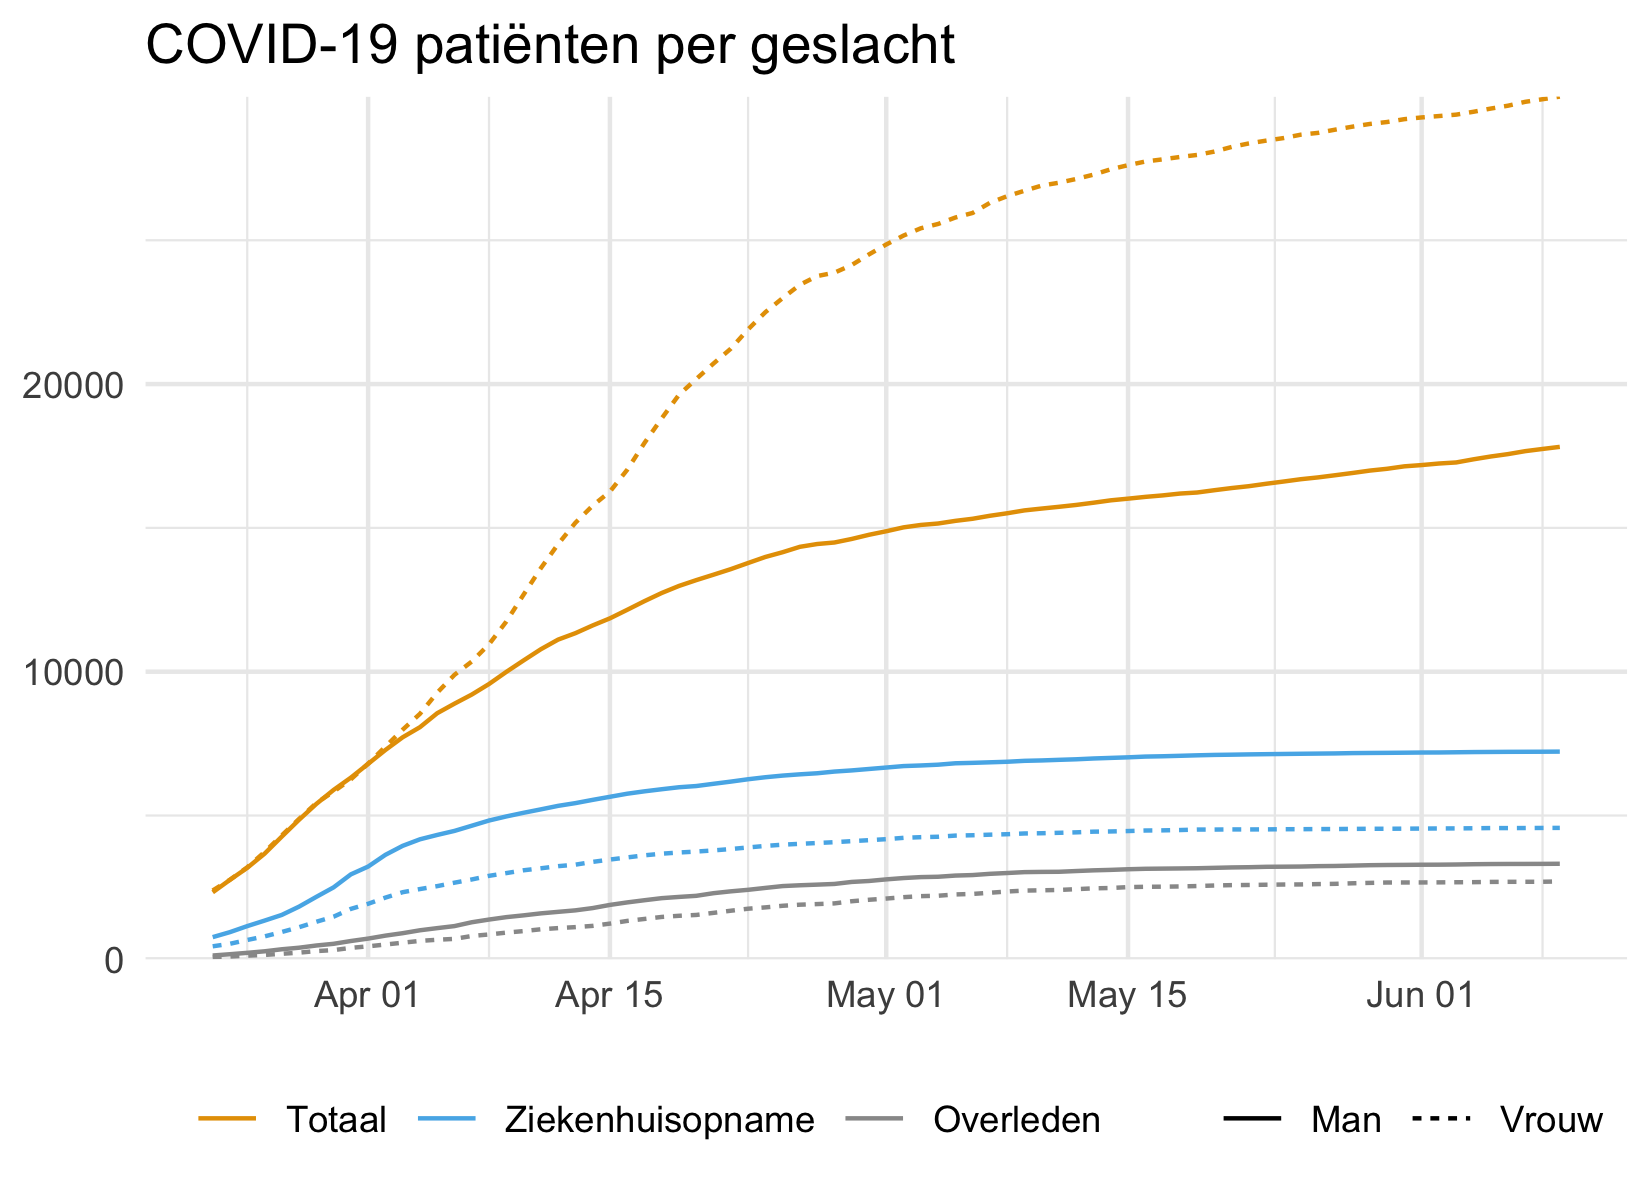 COVID-19 patiënten per geslacht
20000
10000
0
Apr 01 Apr 15 May 01 May 15 Jun 01
Totaal Ziekenhuisopname Overleden Man Vrouw